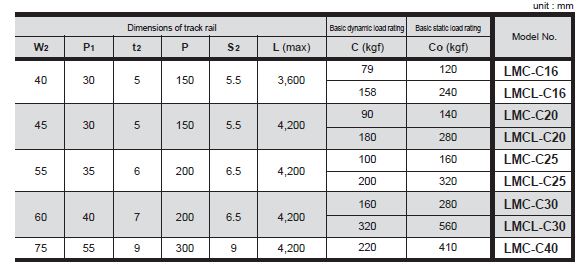 unit : mm
Dimensions of track rail Basic dynamic load rating Basic static load rating Model No.
W2 P1 t2 P S2 L (max) C (kgf) Co (kgf)
40 30 5 150 5.5 3,600 79 120 LMC-C16
158 240 LMCL-C16
45 30 5 150 5.5 4,200 90 140 LMC-C20
180 280 LMCL-C20
55 35 6 200 6.5 4,200 100 160 LMC-C25
200 320 LMCL-C25
60 40 7 200 6.5 4,200 160 280 LMC-C30
320 560 LMCL-C30
75 55 9 300 9 4,200 220 410 LMC-C40